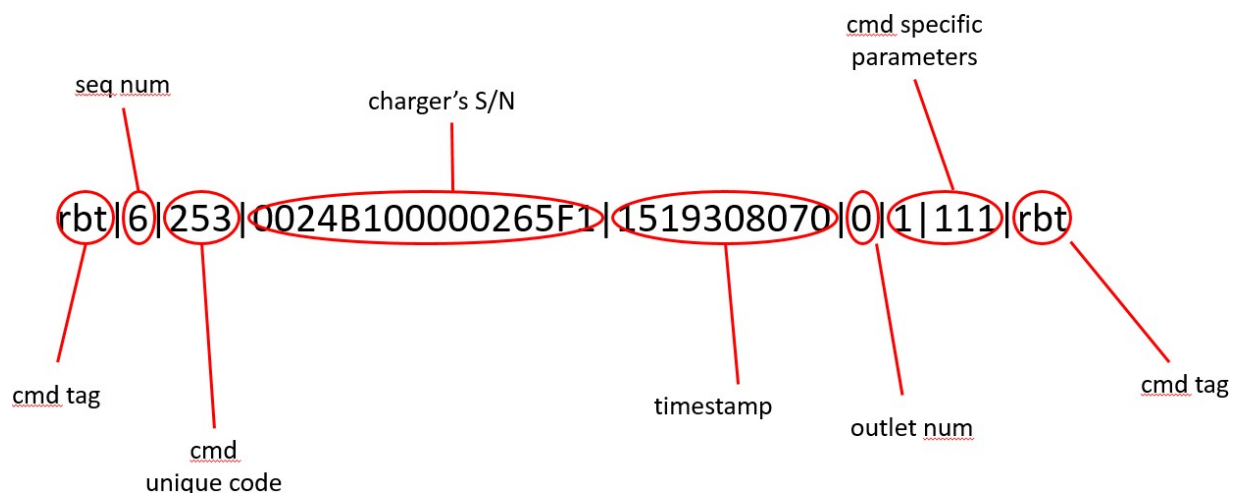 cmd specific
parameters
seq num
charger’s S/N
rbt|6|253|0024B100000265F1|1519308070|0|1|111|rbt
cmd tag
cmd
unique code
timestamp
outlet num
cmd tag